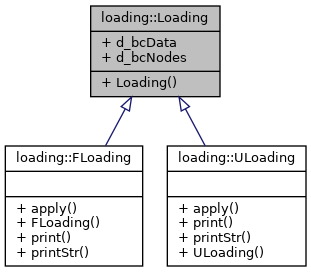 loading::Loading
+ d_bcData
+ d_bcNodes
+ Loading()
loading::FLoading
+ apply()
+ FLoading()
+ print()
+ printStr()
loading::ULoading
+ apply()
+ print()
+ printStr()
+ ULoading()